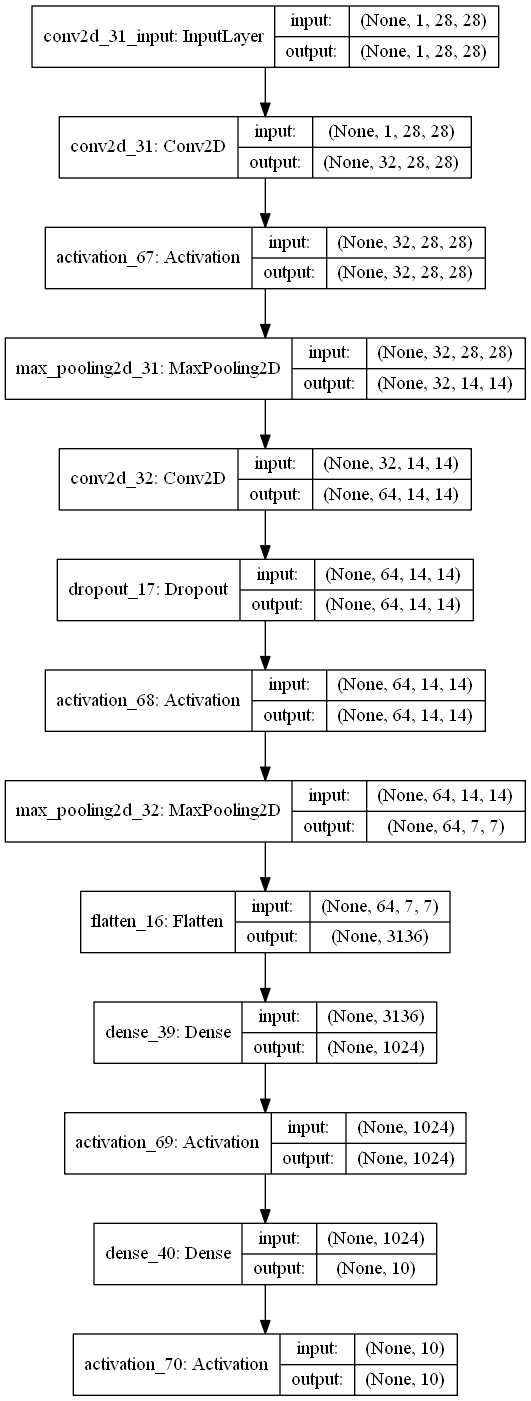 conv2d_31_input: InputLayer
input: (None, 1, 28, 28)
output: (None, 1, 28, 28)
conv2d_31: Conv2D
input: (None, 1, 28, 28)
output: (None, 32, 28, 28)
activation_67: Activation
input: (None, 32, 28, 28)
output: (None, 32, 28, 28)
max_pooling2d_31: MaxPooling2D
input: (None, 32, 28, 28)
output: (None, 32, 14, 14)
conv2d_32: Conv2D
input: (None, 32, 14, 14)
output: (None, 64, 14, 14)
dropout_17: Dropout
input: (None, 64, 14, 14)
output: (None, 64, 14, 14)
activation_68: Activation
input: (None, 64, 14, 14)
output: (None, 64, 14, 14)
max_pooling2d_32: MaxPooling2D
input: (None, 64, 14, 14)
output: (None, 64, 7, 7)
flatten_16: Flatten
input: (None, 64, 7, 7)
output: (None, 3136)
dense_39: Dense
input: (None, 3136)
output: (None, 1024)
activation_69: Activation
input: (None, 1024)
output: (None, 1024)
dense_40: Dense
input: (None, 1024)
output: (None, 10)
activation_70: Activation
input: (None, 10)
output: (None, 10)